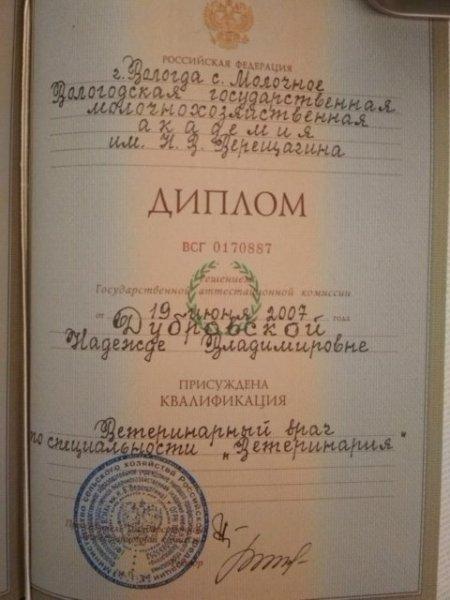 РОССИЙСКАЯ ФЕДЕРАЦИЯ
г. Вологда с. Молочное
Вологодская государственная
молочнохозяйственная
академия
им. Н. В. Верещагина
ДИПЛОМ
ВСГ 0170887
Решением
Государственной аттестационной комиссии
от 19 июня 2007 года
Дубровской
Надежде Владимировне
ПРИСУЖДЕНА
КВАЛИФИКАЦИЯ
Ветеринарный врач
по специальности „Ветеринария"